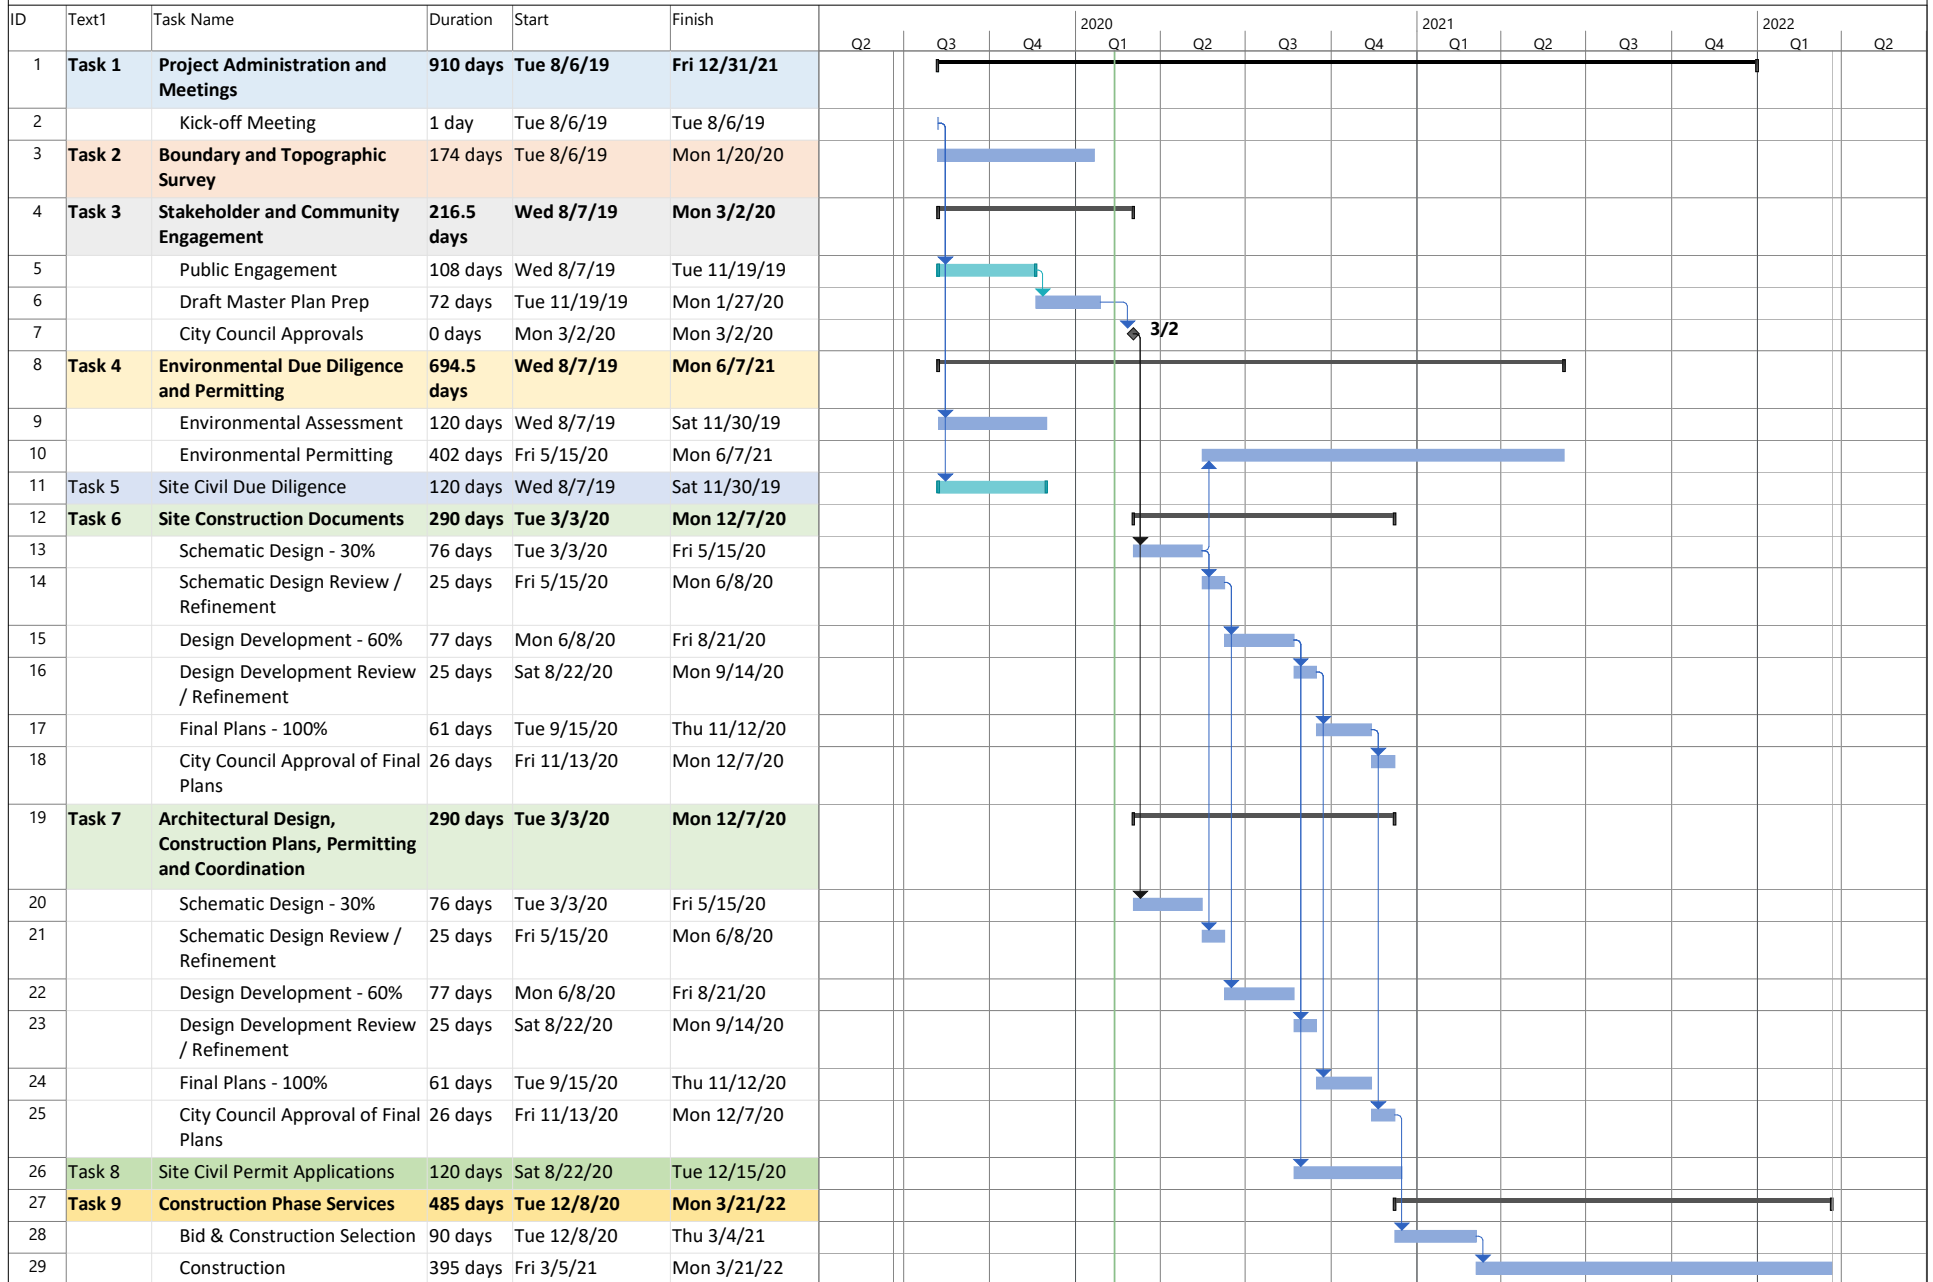 ID Text1 Task Name Duration Start Finish 2020 2021 2022
Q2 Q3 Q4 Q1 Q2 Q3 Q4 Q1 Q2 Q3 Q4 Q1 Q2
1 Task 1 Project Administration and 910 days Tue 8/6/19 Fri 12/31/21
Meetings
2 Kick-off Meeting 1 day Tue 8/6/19 Tue 8/6/19
3 Task 2 Boundary and Topographic 174 days Tue 8/6/19 Mon 1/20/20
Survey
4 Task 3 Stakeholder and Community 216.5 Wed 8/7/19 Mon 3/2/20
Engagement days
5 Public Engagement 108 days Wed 8/7/19 Tue 11/19/19
6 Draft Master Plan Prep 72 days Tue 11/19/19 Mon 1/27/20
7 City Council Approvals 0 days Mon 3/2/20 Mon 3/2/20 3/2
8 Task 4 Environmental Due Diligence 694.5 Wed 8/7/19 Mon 6/7/21
and Permitting days
9 Environmental Assessment 120 days Wed 8/7/19 Sat 11/30/19
10 Environmental Permitting 402 days Fri 5/15/20 Mon 6/7/21
11 Task 5 Site Civil Due Diligence 120 days Wed 8/7/19 Sat 11/30/19
12 Task 6 Site Construction Documents 290 days Tue 3/3/20 Mon 12/7/20
13 Schematic Design - 30% 76 days Tue 3/3/20 Fri 5/15/20
14 Schematic Design Review / 25 days Fri 5/15/20 Mon 6/8/20
Refinement
15 Design Development - 60% 77 days Mon 6/8/20 Fri 8/21/20
16 Design Development Review 25 days Sat 8/22/20 Mon 9/14/20
/ Refinement
17 Final Plans - 100% 61 days Tue 9/15/20 Thu 11/12/20
18 City Council Approval of Final 26 days Fri 11/13/20 Mon 12/7/20
Plans
19 Task 7 Architectural Design, 290 days Tue 3/3/20 Mon 12/7/20
Construction Plans, Permitting
and Coordination
20 Schematic Design - 30% 76 days Tue 3/3/20 Fri 5/15/20
21 Schematic Design Review / 25 days Fri 5/15/20 Mon 6/8/20
Refinement
22 Design Development - 60% 77 days Mon 6/8/20 Fri 8/21/20
23 Design Development Review 25 days Sat 8/22/20 Mon 9/14/20
/ Refinement
24 Final Plans - 100% 61 days Tue 9/15/20 Thu 11/12/20
25 City Council Approval of Final 26 days Fri 11/13/20 Mon 12/7/20
Plans
26 Task 8 Site Civil Permit Applications 120 days Sat 8/22/20 Tue 12/15/20
27 Task 9 Construction Phase Services 485 days Tue 12/8/20 Mon 3/21/22
28 Bid & Construction Selection 90 days Tue 12/8/20 Thu 3/4/21
29 Construction 395 days Fri 3/5/21 Mon 3/21/22